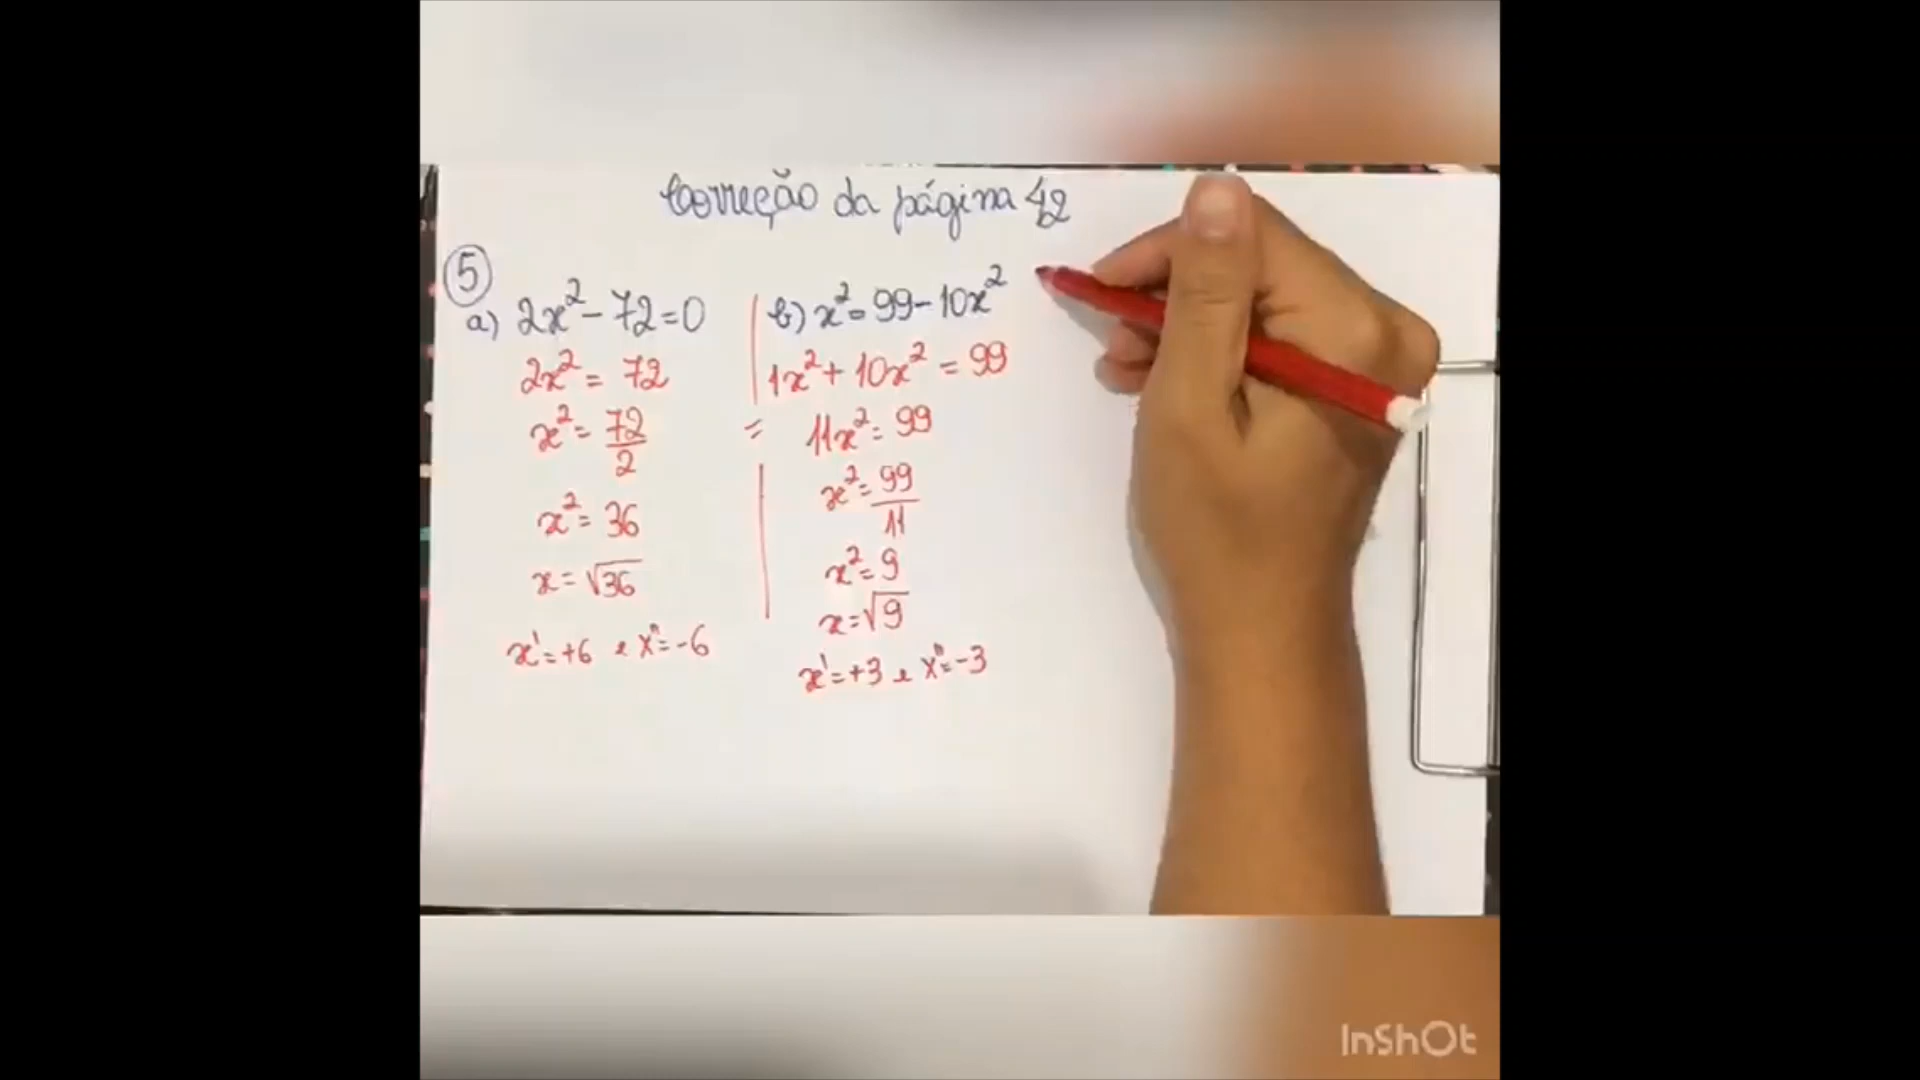 Correção da página 42
5
a) 2x² - 72 = 0
2x² = 72
x² = 72/2
x² = 36
x = √36
x' = +6 e x" = -6
b) x² = 99 - 10x²
1x² + 10x² = 99
= 11x² = 99
x² = 99/11
x² = 9
x = √9
x' = +3 e x" = -3
InShOt